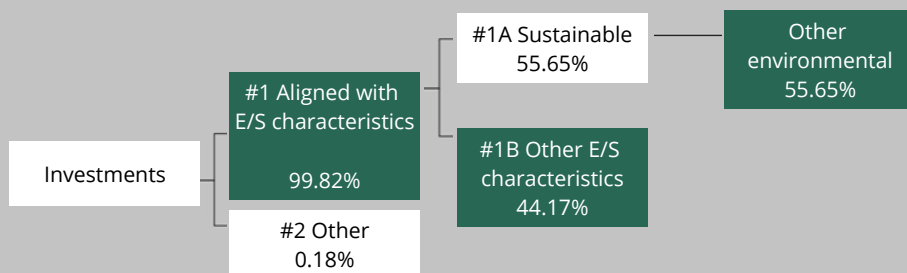 Investments
#1 Aligned with
E/S characteristics
99.82%
#2 Other
0.18%
#1A Sustainable
55.65%
#1B Other E/S
characteristics
44.17%
Other
environmental
55.65%